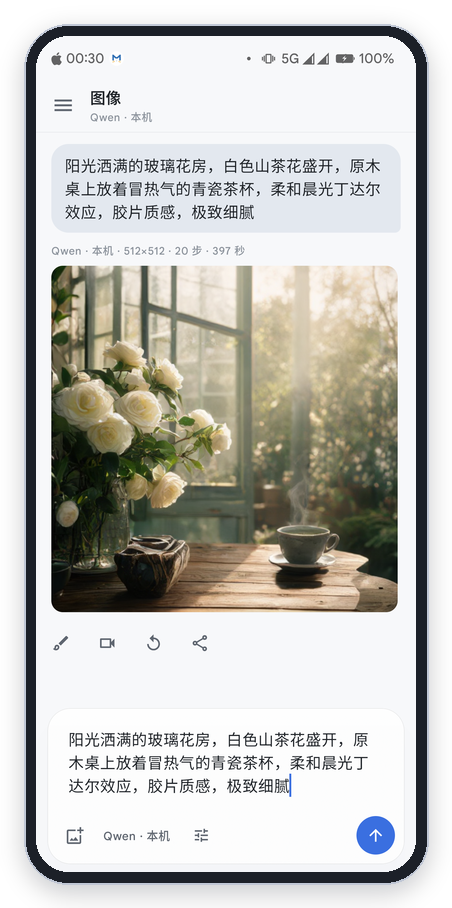 00:30
5G
100%
图像
Qwen · 本机
阳光洒满的玻璃花房，白色山茶花盛开，原木
桌上放着冒热气的青瓷茶杯，柔和晨光丁达尔
效应，胶片质感，极致细腻
Qwen · 本机 · 512×512 · 20 步 · 397 秒
阳光洒满的玻璃花房，白色山茶花盛开，原
木桌上放着冒热气的青瓷茶杯，柔和晨光丁
达尔效应，胶片质感，极致细腻
Qwen · 本机